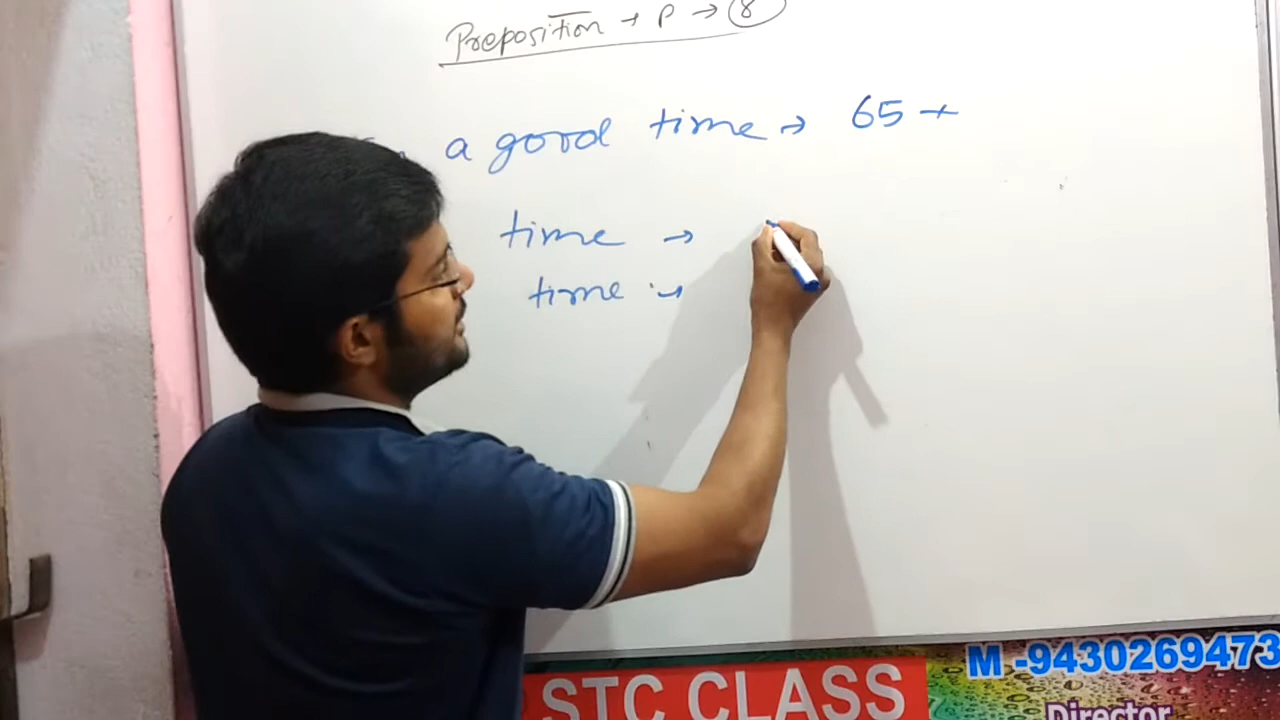 Preposition → P → 8
a good time → 65 +
time →
time →
M -9430269473
STC CLASS
Director